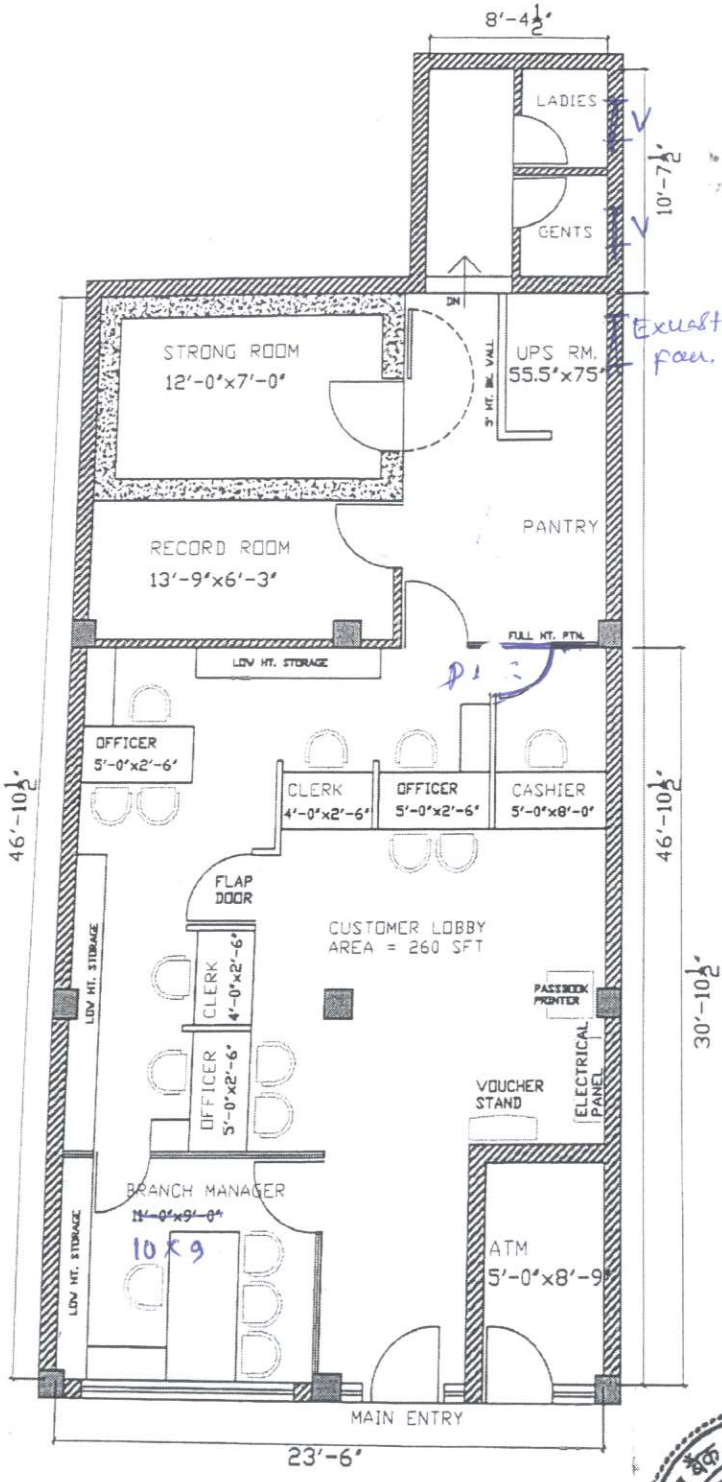 8'-4½"
LADIES
V
10'-7½"
GENTS
V
DN
Exuast
STRONG ROOM
12'-0"x7'-0"
5' HT. BK. WALL
UPS RM.
55.5"x75"
PANTRY
RECORD ROOM
13'-9"x6'-3"
FULL HT. PTN.
LOW HT. STORAGE
OFFICER
5'-0"x2'-6"
CLERK
4'-0"x2'-6"
OFFICER
5'-0"x2'-6"
CASHIER
5'-0"x8'-0"
46'-10½"
46'-10½"
FLAP
DOOR
CUSTOMER LOBBY
AREA = 260 SFT
LOW HT. STORAGE
CLERK
4'-0"x2'-6"
PASSBOOK
PRINTER
30'-10½"
OFFICER
5'-0"x2'-6"
VOUCHER
STAND
ELECTRICAL
PANEL
BRANCH MANAGER
11'-0"x9'-0"
10 X 9
LOW HT. STORAGE
ATM
5'-0"x8'-9"
MAIN ENTRY
23'-6"
बैंक